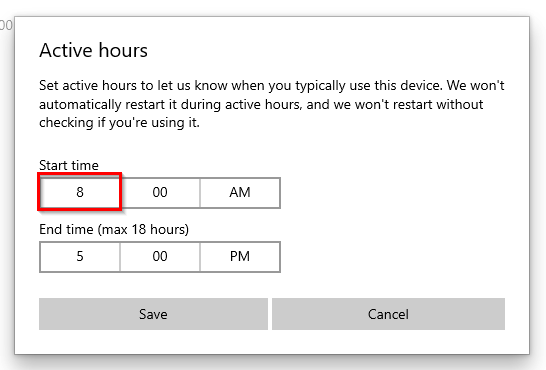 00
Active hours
Set active hours to let us know when you typically use this device. We won't
automatically restart it during active hours, and we won't restart without
checking if you're using it.
Start time
8 00 AM
End time (max 18 hours)
5 00 PM
Save Cancel